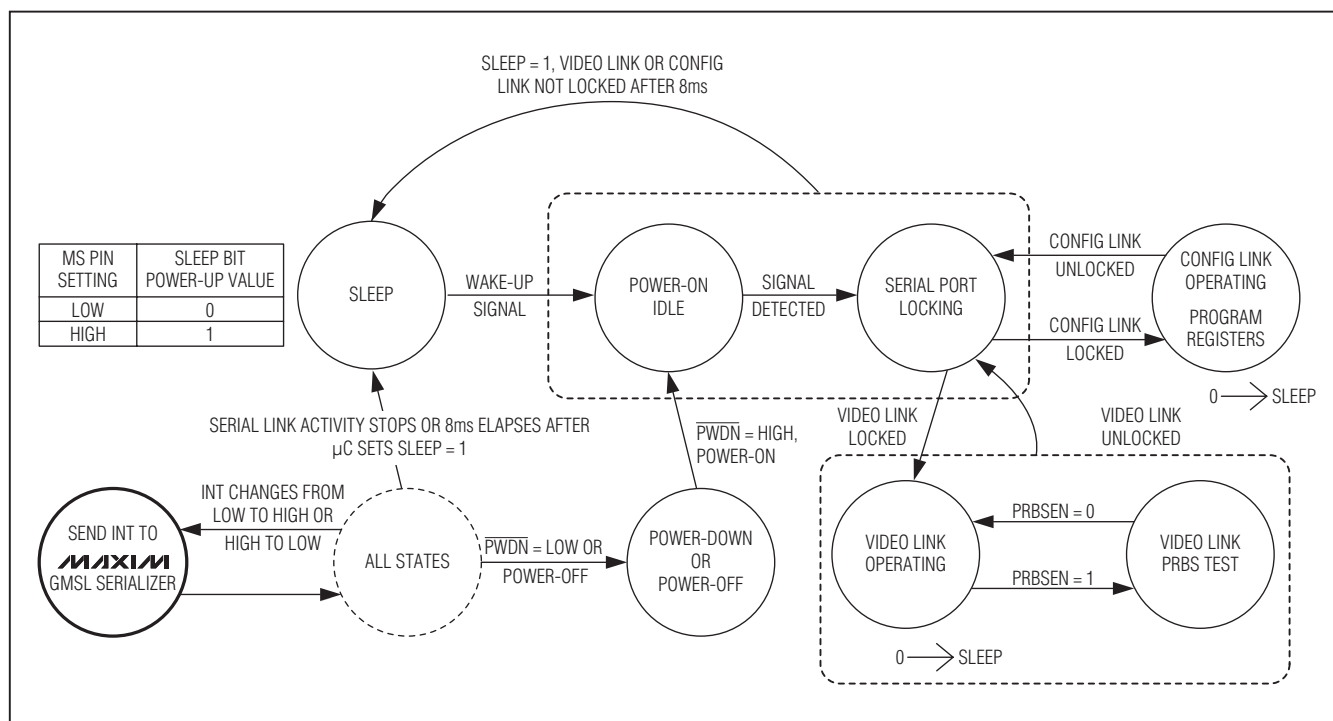 SLEEP = 1, VIDEO LINK OR CONFIG
LINK NOT LOCKED AFTER 8ms
MS PIN
SETTING
SLEEP BIT
POWER-UP VALUE
LOW
0
HIGH
1
SLEEP
WAKE-UP
SIGNAL
POWER-ON
IDLE
SIGNAL
DETECTED
SERIAL PORT
LOCKING
CONFIG LINK
UNLOCKED
CONFIG LINK
LOCKED
CONFIG LINK
OPERATING
PROGRAM
REGISTERS
0 → SLEEP
SERIAL LINK ACTIVITY STOPS OR 8ms ELAPSES AFTER
µC SETS SLEEP = 1
PWDN = HIGH,
POWER-ON
VIDEO LINK
LOCKED
VIDEO LINK
UNLOCKED
INT CHANGES FROM
LOW TO HIGH OR
HIGH TO LOW
SEND INT TO
MAXIM
GMSL SERIALIZER
ALL STATES
PWDN = LOW OR
POWER-OFF
POWER-DOWN
OR
POWER-OFF
VIDEO LINK
OPERATING
PRBSEN = 0
PRBSEN = 1
VIDEO LINK
PRBS TEST
0 → SLEEP